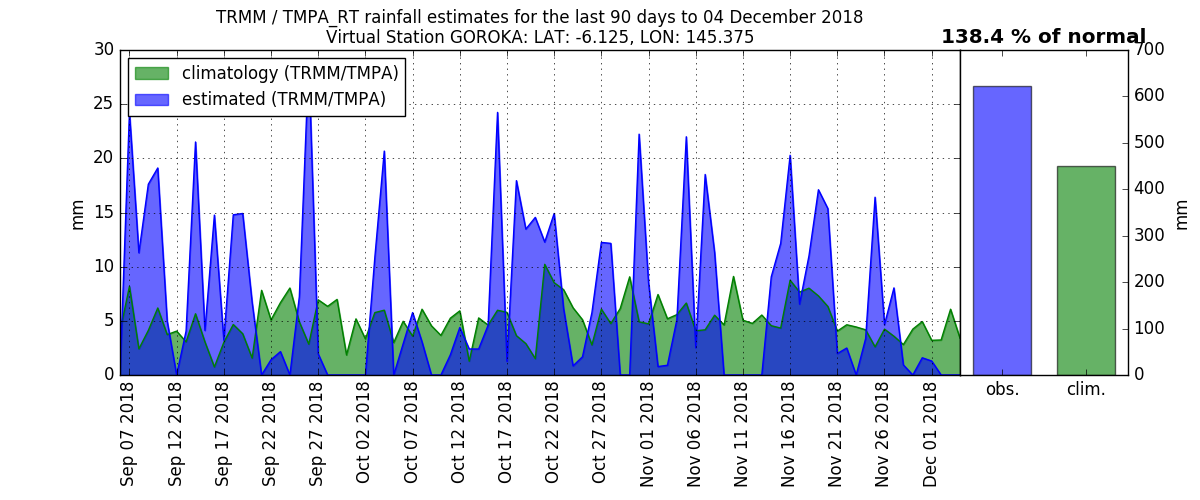 TRMM / TMPA_RT rainfall estimates for the last 90 days to 04 December 2018
Virtual Station GOROKA: LAT: -6.125, LON: 145.375
138.4 % of normal
climatology (TRMM/TMPA)
estimated (TRMM/TMPA)
30
25
20
15
10
5
0
mm
700
600
500
400
300
200
100
0
mm
Sep 07 2018
Sep 12 2018
Sep 17 2018
Sep 22 2018
Sep 27 2018
Oct 02 2018
Oct 07 2018
Oct 12 2018
Oct 17 2018
Oct 22 2018
Oct 27 2018
Nov 01 2018
Nov 06 2018
Nov 11 2018
Nov 16 2018
Nov 21 2018
Nov 26 2018
Dec 01 2018
obs.
clim.